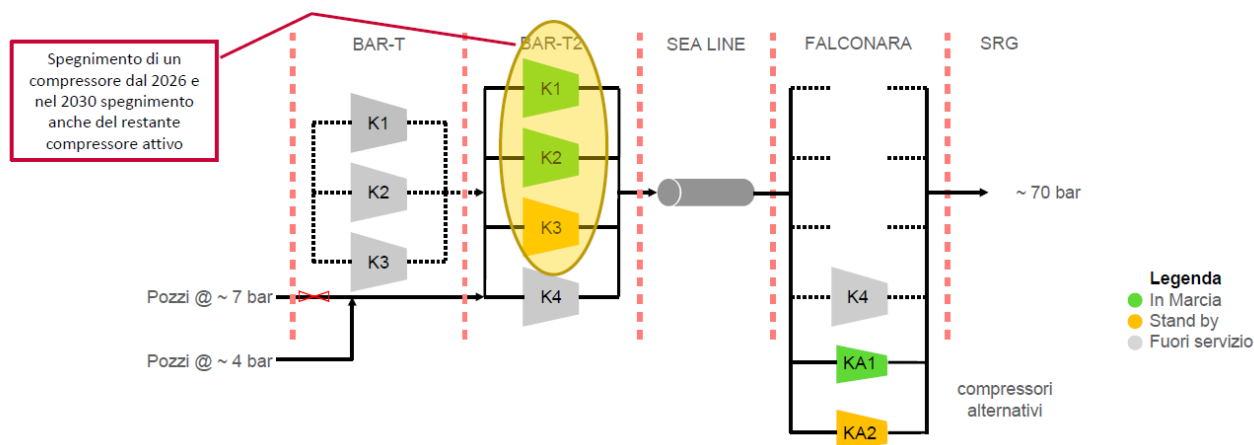 Spegnimento di un
compressore dal 2026 e
nel 2030 spegnimento
anche del restante
compressore attivo
BAR-T
BAR-T2
SEA LINE
FALCONARA
SRG
K1
K2
K3
K1
K2
K3
K4
K4
KA1
KA2
~ 70 bar
Pozzi @ ~ 7 bar
Pozzi @ ~ 4 bar
compressori
alternativi
Legenda
In Marcia
Stand by
Fuori servizio